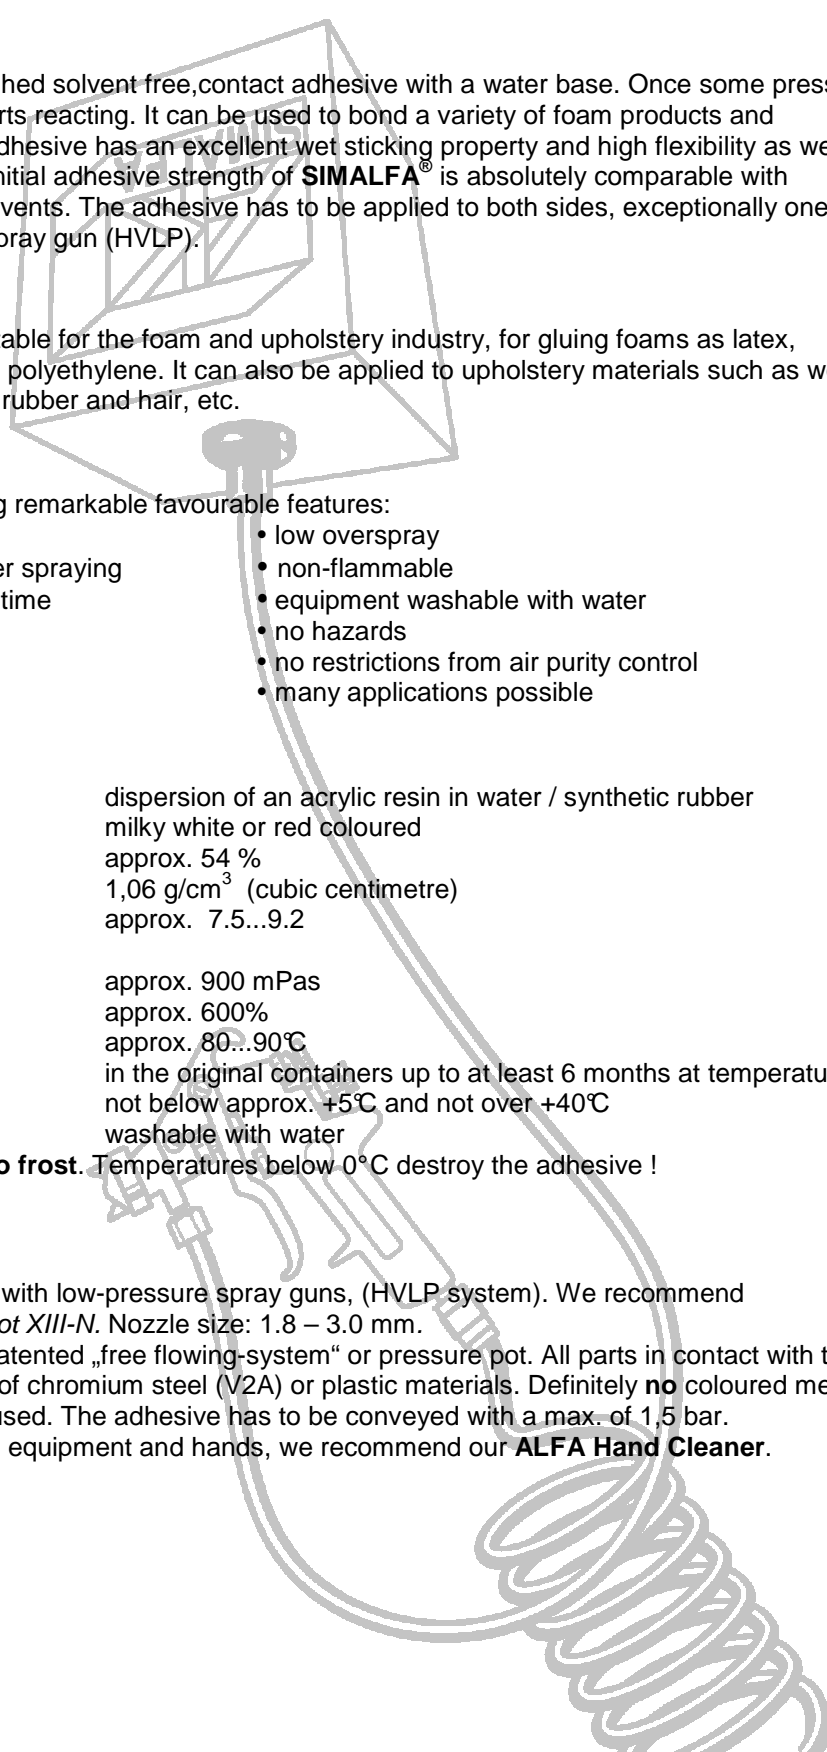 hed solvent free,contact adhesive with a water base. Once some press
rts reacting. It can be used to bond a variety of foam products and
dhesive has an excellent wet sticking property and high flexibility as we
nitial adhesive strength of SIMALFA® is absolutely comparable with
vents. The adhesive has to be applied to both sides, exceptionally one
pray gun (HVLP).
SIMALFA
table for the foam and upholstery industry, for gluing foams as latex,
polyethylene. It can also be applied to upholstery materials such as w
rubber and hair, etc.
g remarkable favourable features:
• low overspray
er spraying • non-flammable
time • equipment washable with water
• no hazards
• no restrictions from air purity control
• many applications possible
dispersion of an acrylic resin in water / synthetic rubber
milky white or red coloured
approx. 54 %
1,06 g/cm³ (cubic centimetre)
approx. 7.5...9.2
approx. 900 mPas
approx. 600%
approx. 80...90°C
in the original containers up to at least 6 months at temperatu
not below approx. +5°C and not over +40°C
washable with water
o frost. Temperatures below 0°C destroy the adhesive !
with low-pressure spray guns, (HVLP system). We recommend
ot XIII-N. Nozzle size: 1.8 – 3.0 mm.
atented „free flowing-system“ or pressure pot. All parts in contact with t
of chromium steel (V2A) or plastic materials. Definitely no coloured me
used. The adhesive has to be conveyed with a max. of 1,5 bar.
equipment and hands, we recommend our ALFA Hand Cleaner.